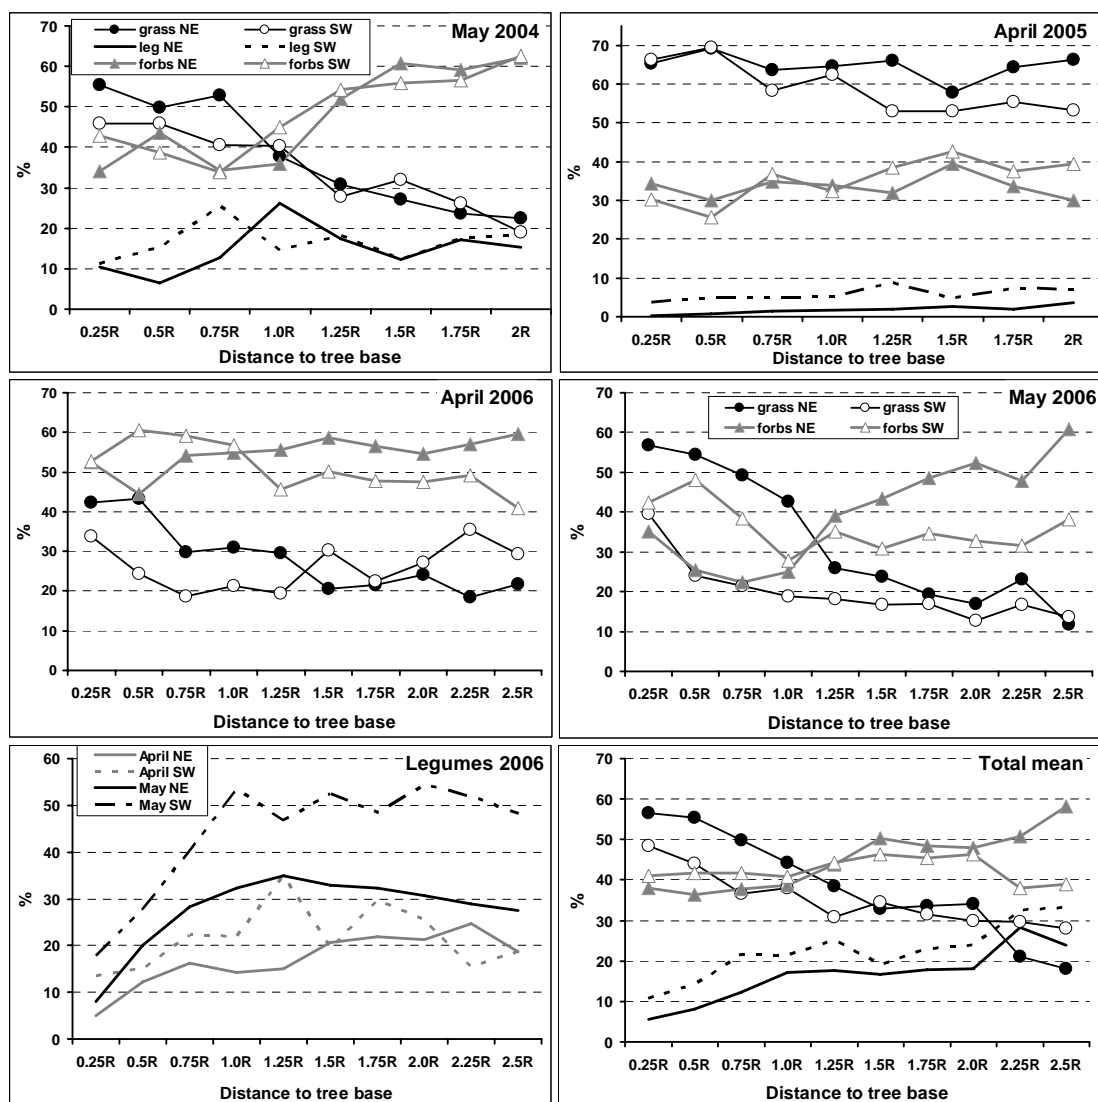 May 2004
grass NE grass SW
leg NE leg SW
forbs NE forbs SW
70
60
50
40
30
20
10
0
%
0.25R 0.5R 0.75R 1.0R 1.25R 1.5R 1.75R 2R
Distance to tree base
April 2005
70
60
50
40
30
20
10
0
%
0.25R 0.5R 0.75R 1.0R 1.25R 1.5R 1.75R 2R
Distance to tree base
April 2006
70
60
50
40
30
20
10
0
%
0.25R 0.5R 0.75R 1.0R 1.25R 1.5R 1.75R 2.0R 2.25R 2.5R
Distance to tree base
May 2006
grass NE grass SW
forbs NE forbs SW
70
60
50
40
30
20
10
0
%
0.25R 0.5R 0.75R 1.0R 1.25R 1.5R 1.75R 2.0R 2.25R 2.5R
Distance to tree base
Legumes 2006
April NE
April SW
May NE
May SW
60
50
40
30
20
10
0
%
0.25R 0.5R 0.75R 1.0R 1.25R 1.5R 1.75R 2.0R 2.25R 2.5R
Distance to tree base
Total mean
70
60
50
40
30
20
10
0
%
0.25R 0.5R 0.75R 1.0R 1.25R 1.5R 1.75R 2.0R 2.25R 2.5R
Distance to tree base